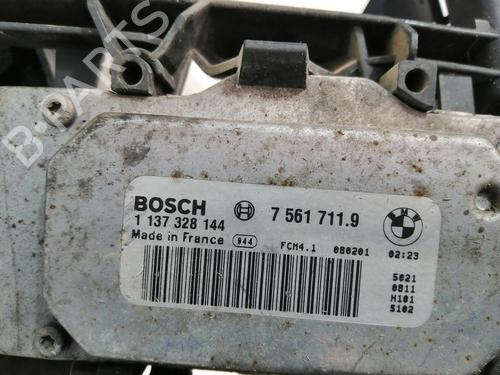 B-PARTS
BOSCH 7 561 711.9
1 137 328 144
Made in France 944 FCM4.1 080201 02:23
5021
0811
H101
5102